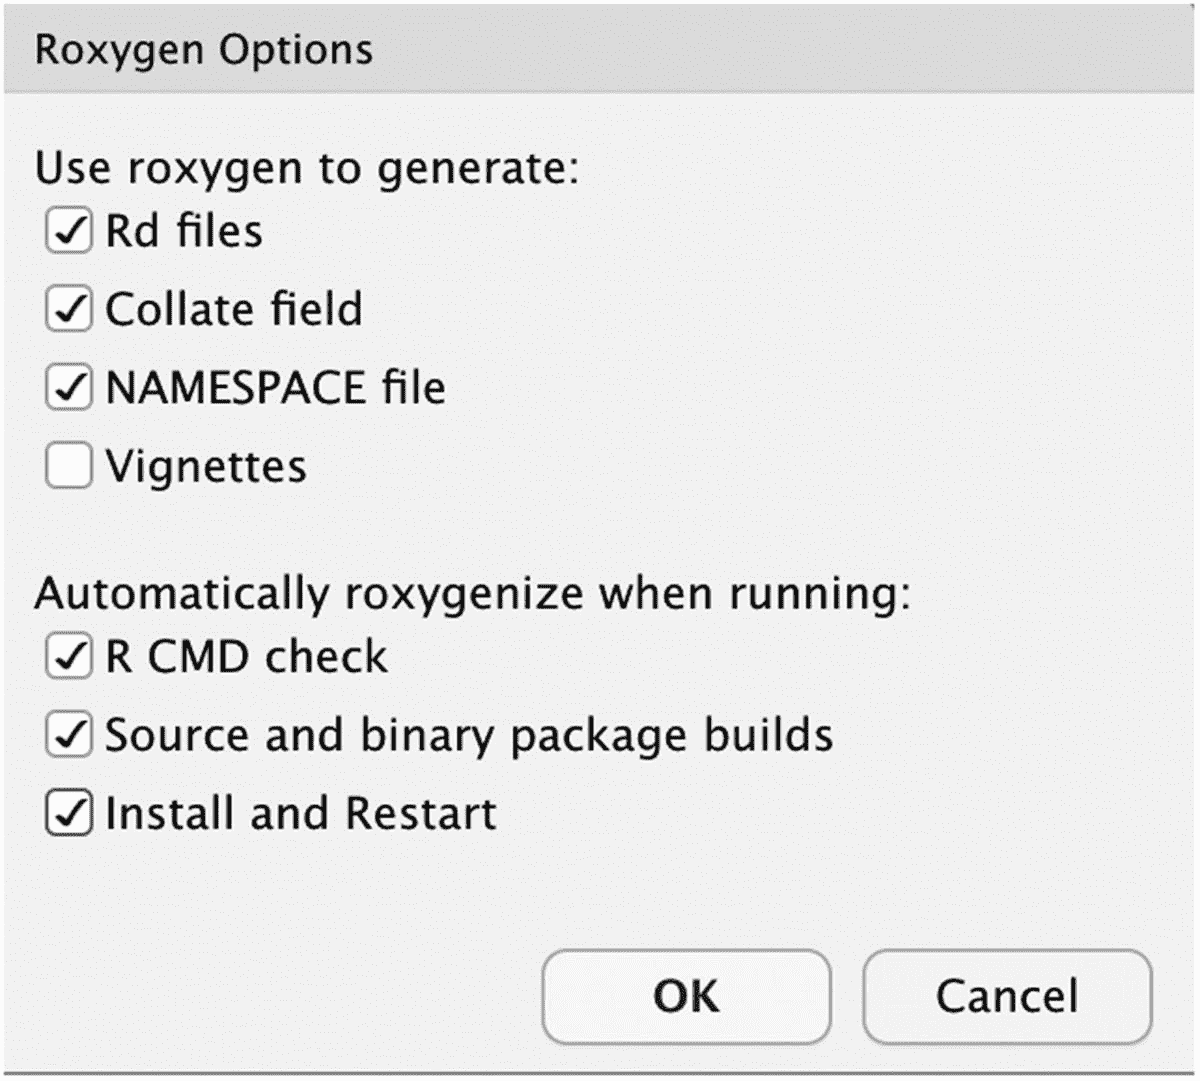 Roxygen Options
Use roxygen to generate:
Rd files
Collate field
NAMESPACE file
Vignettes
Automatically roxygenize when running:
R CMD check
Source and binary package builds
Install and Restart
OK
Cancel